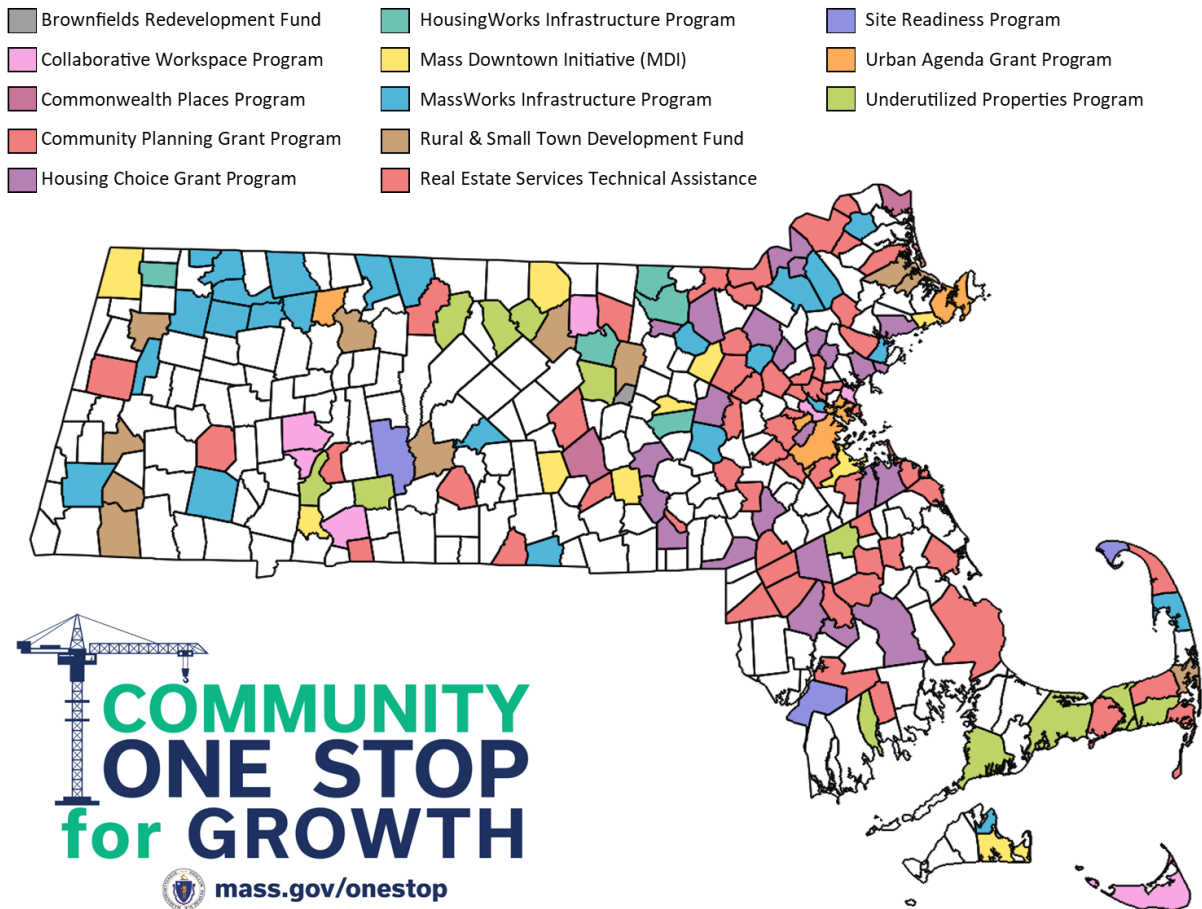 Brownfields Redevelopment Fund
HousingWorks Infrastructure Program
Site Readiness Program
Collaborative Workspace Program
Mass Downtown Initiative (MDI)
Urban Agenda Grant Program
Commonwealth Places Program
MassWorks Infrastructure Program
Underutilized Properties Program
Community Planning Grant Program
Rural & Small Town Development Fund
Housing Choice Grant Program
Real Estate Services Technical Assistance
COMMUNITY
ONE STOP
for GROWTH
mass.gov/onestop